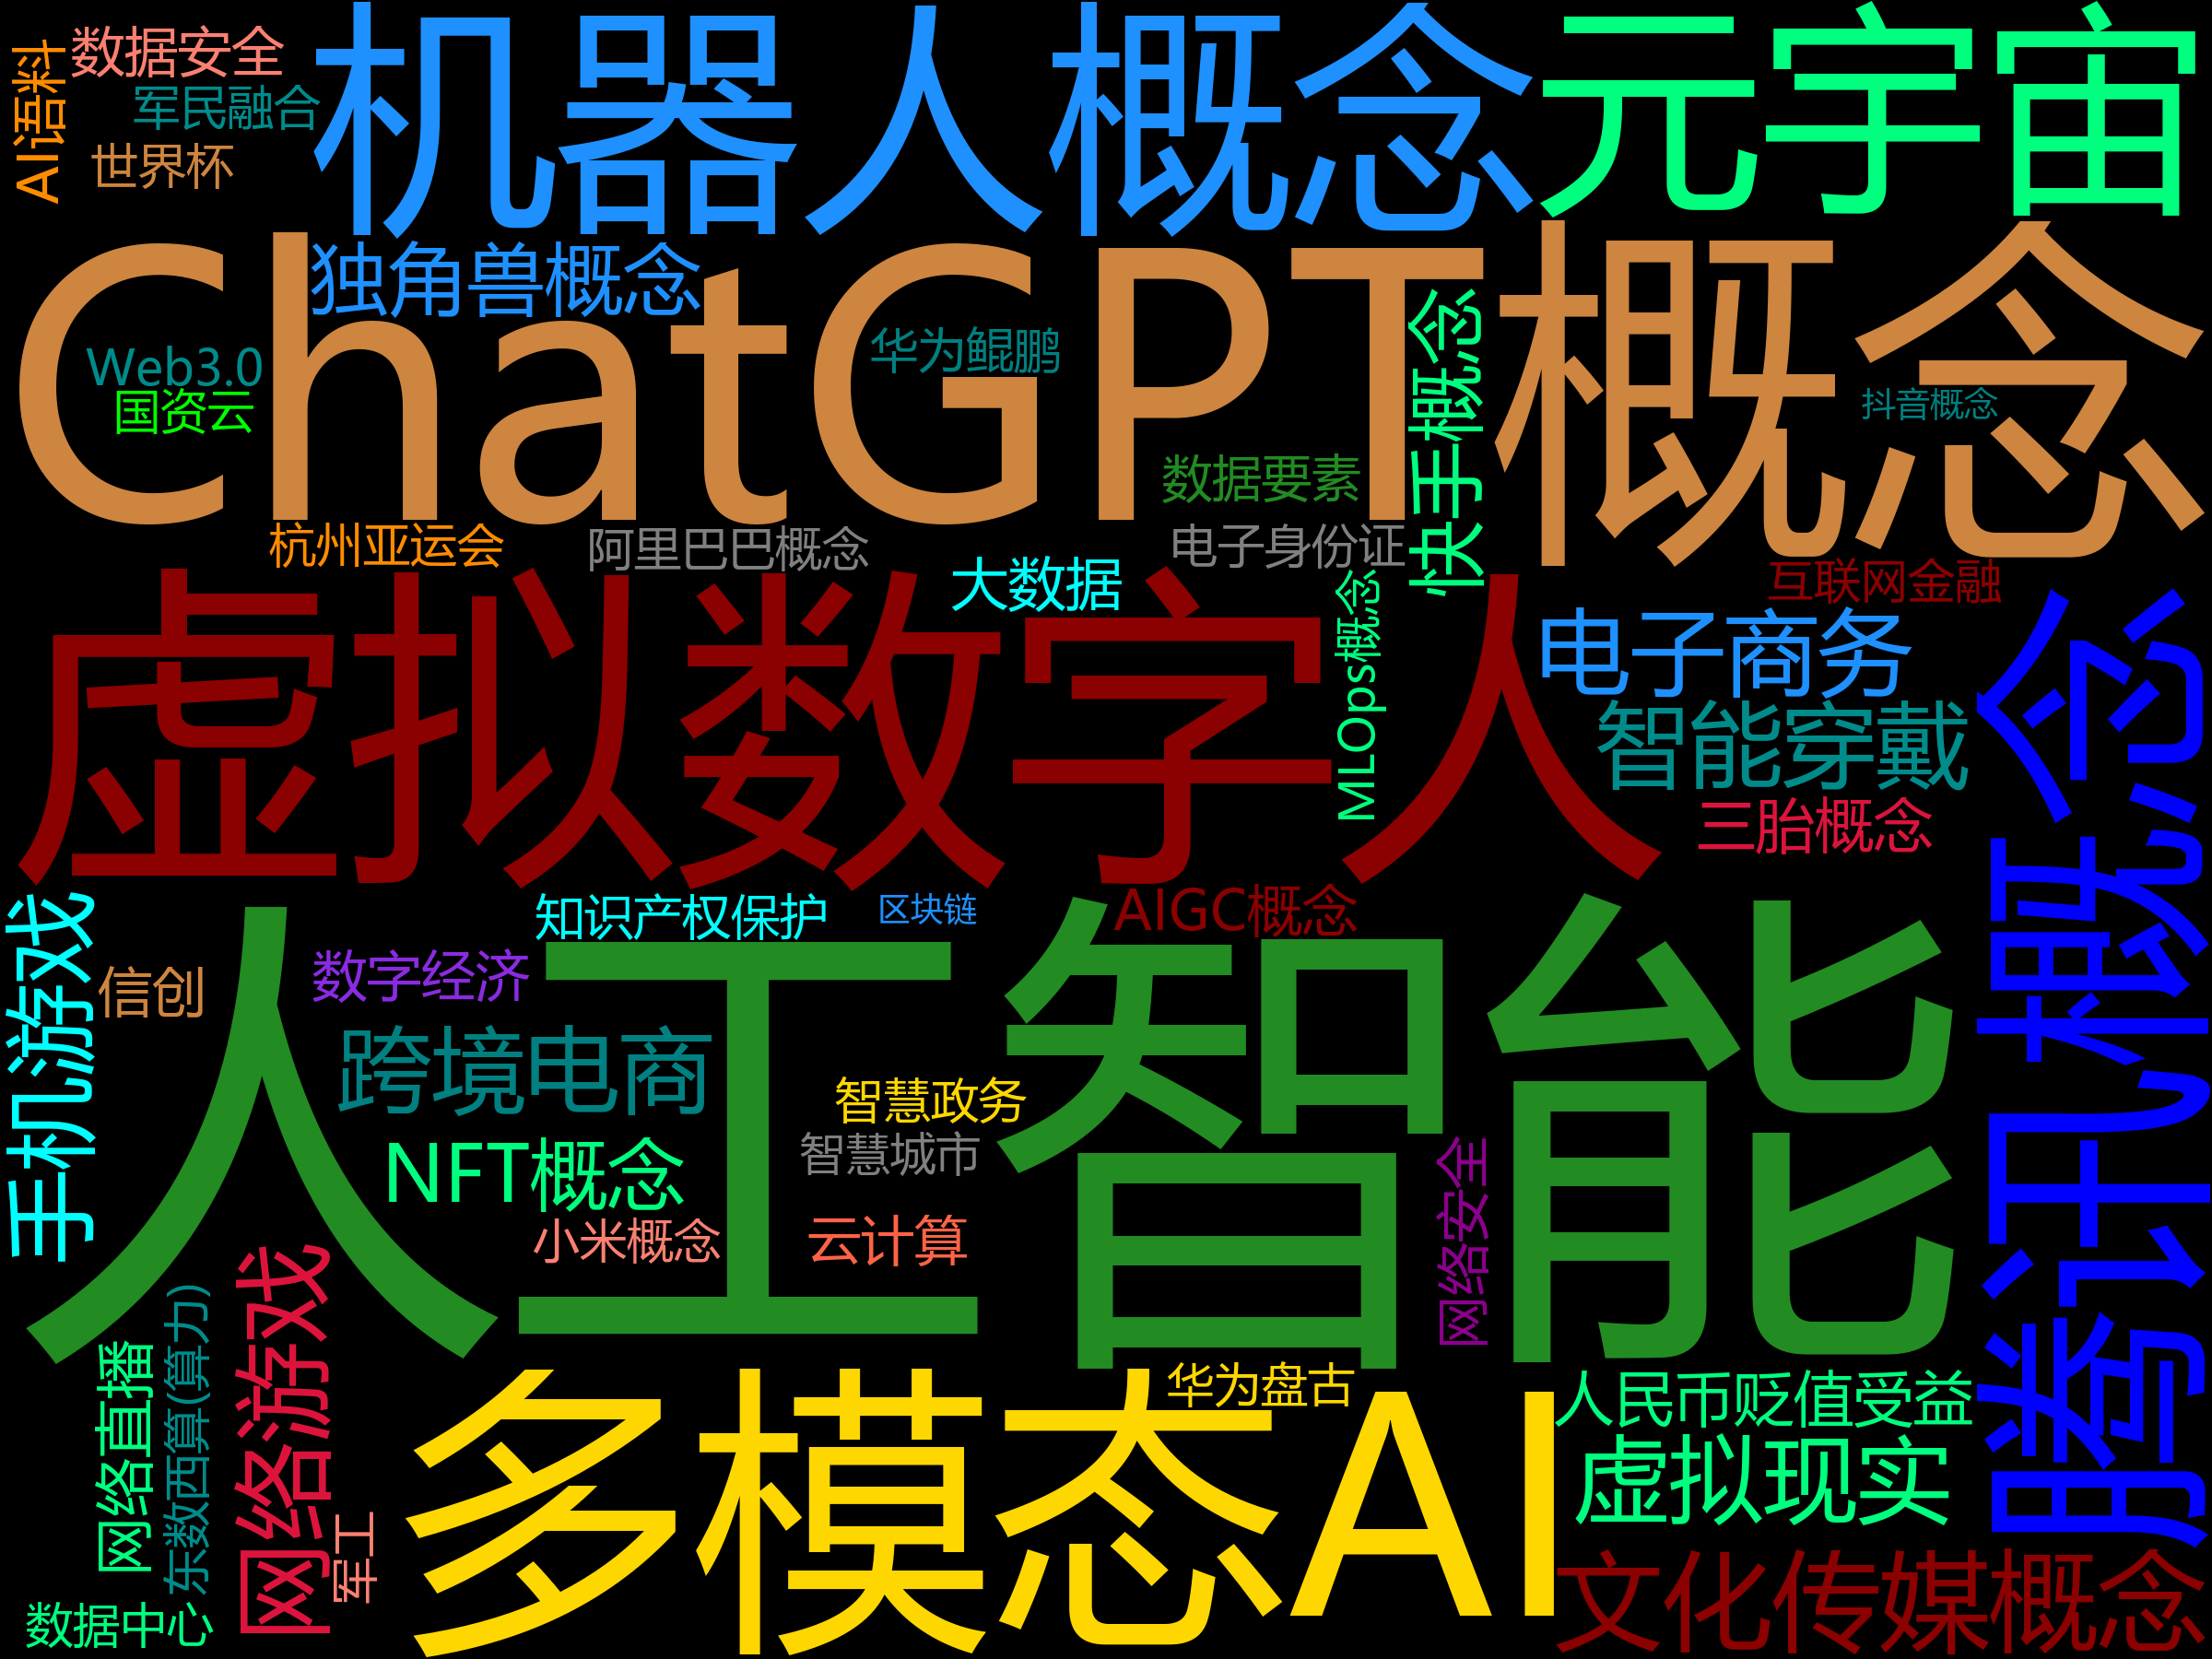 AI语料
数据安全
军民融合
世界杯
机器人概念
元宇宙
ChatGPT概念
独角兽概念
Web3.0
国资云
华为鲲鹏
快手概念
抖音概念
数据要素
杭州亚运会
阿里巴巴概念
电子身份证
大数据
互联网金融
虚拟数字人
MLOps概念
电子商务
智能穿戴
三胎概念
腾讯概念
手机游戏
知识产权保护
区块链
AIGC概念
信创
数字经济
人工智能
跨境电商
NFT概念
小米概念
智慧政务
智慧城市
云计算
网络安全
网络直播
东数西算(算力)
网络游戏
军工
数据中心
多模态AI
华为盘古
人民币贬值受益
虚拟现实
文化传媒概念